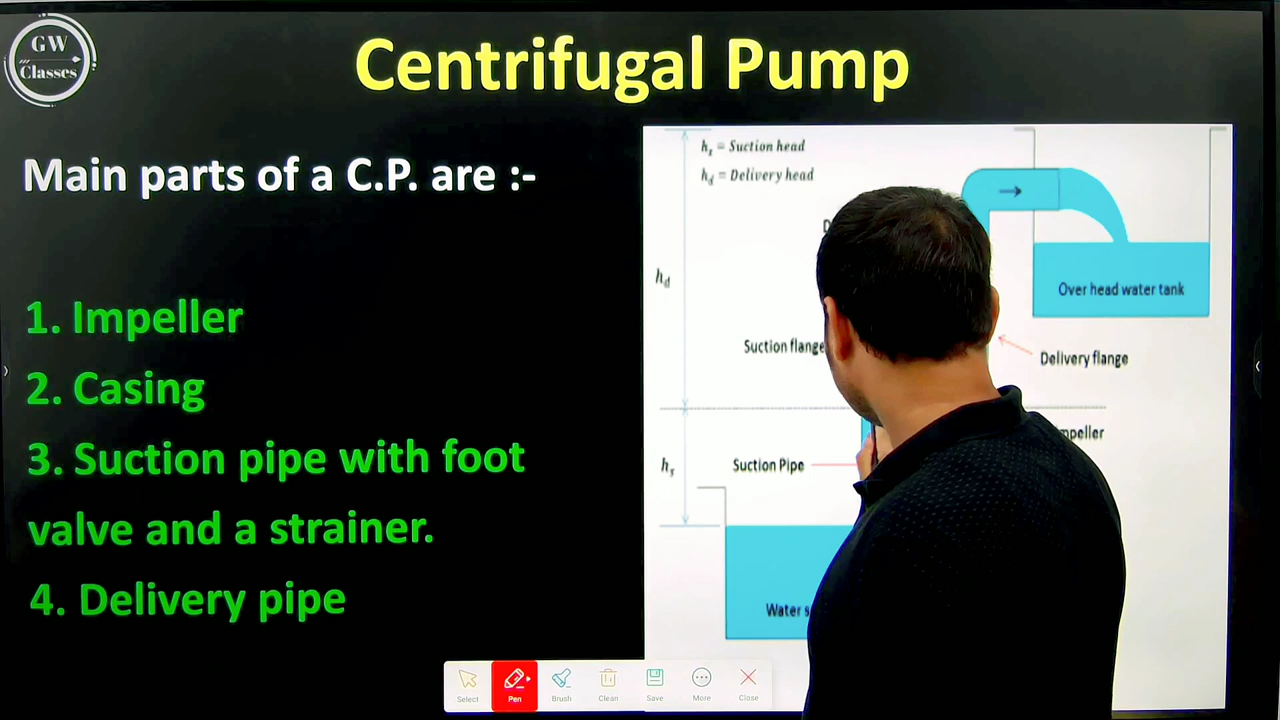 GW
Classes
Centrifugal Pump
Main parts of a C.P. are :-
1. Impeller
2. Casing
3. Suction pipe with foot
valve and a strainer.
4. Delivery pipe
hs = Suction head
hd = Delivery head
hd
Over head water tank
Suction flange
Delivery flange
Suction Pipe
hs
Water
Select
Pen
Brush
Clean
Save
More
Close